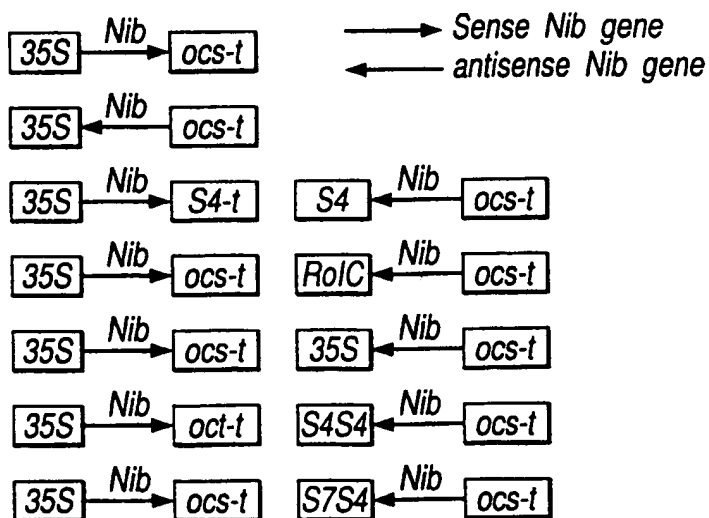 35S Nib ocs-t → Sense Nib gene
← antisense Nib gene
35S Nib ocs-t
35S Nib S4-t S4 Nib ocs-t
35S Nib ocs-t RolC Nib ocs-t
35S Nib ocs-t 35S Nib ocs-t
35S Nib oct-t S4S4 Nib ocs-t
35S Nib ocs-t S7S4 Nib ocs-t